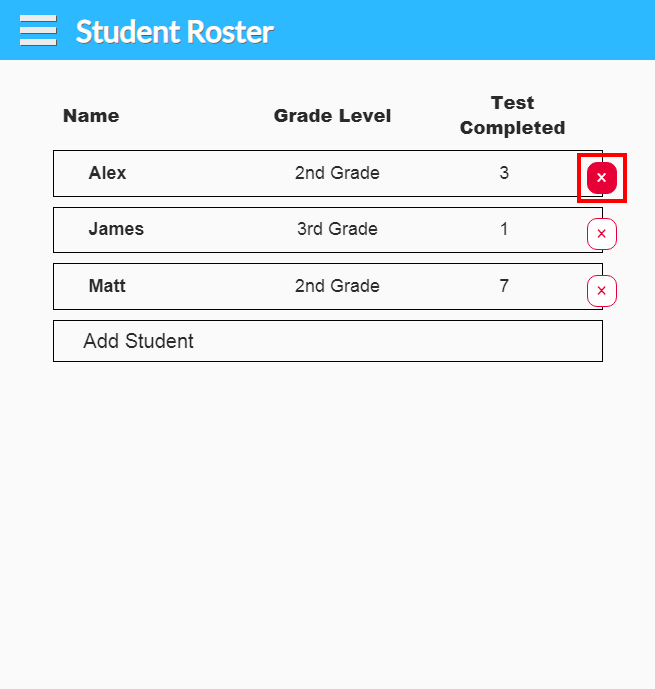 Student Roster
Name Grade Level Test
Completed
Alex 2nd Grade 3 ×
James 3rd Grade 1 ×
Matt 2nd Grade 7 ×
Add Student